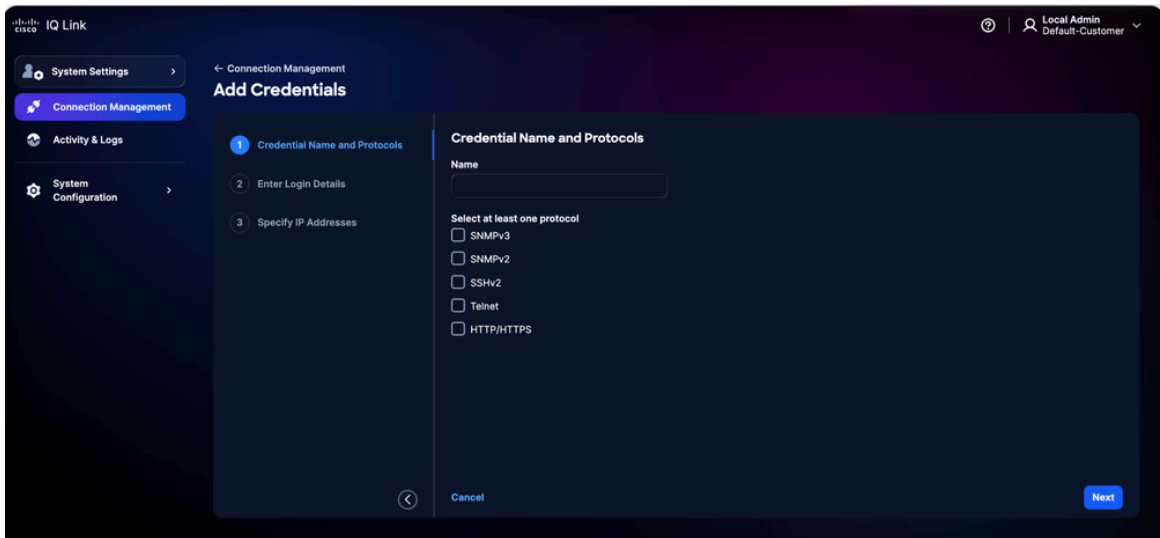 cisco IQ Link
Local Admin
Default-Customer
System Settings
Connection Management
Activity & Logs
System
Configuration
← Connection Management
Add Credentials
1 Credential Name and Protocols
2 Enter Login Details
3 Specify IP Addresses
Credential Name and Protocols
Name
Select at least one protocol
SNMPv3
SNMPv2
SSHv2
Telnet
HTTP/HTTPS
Cancel
Next